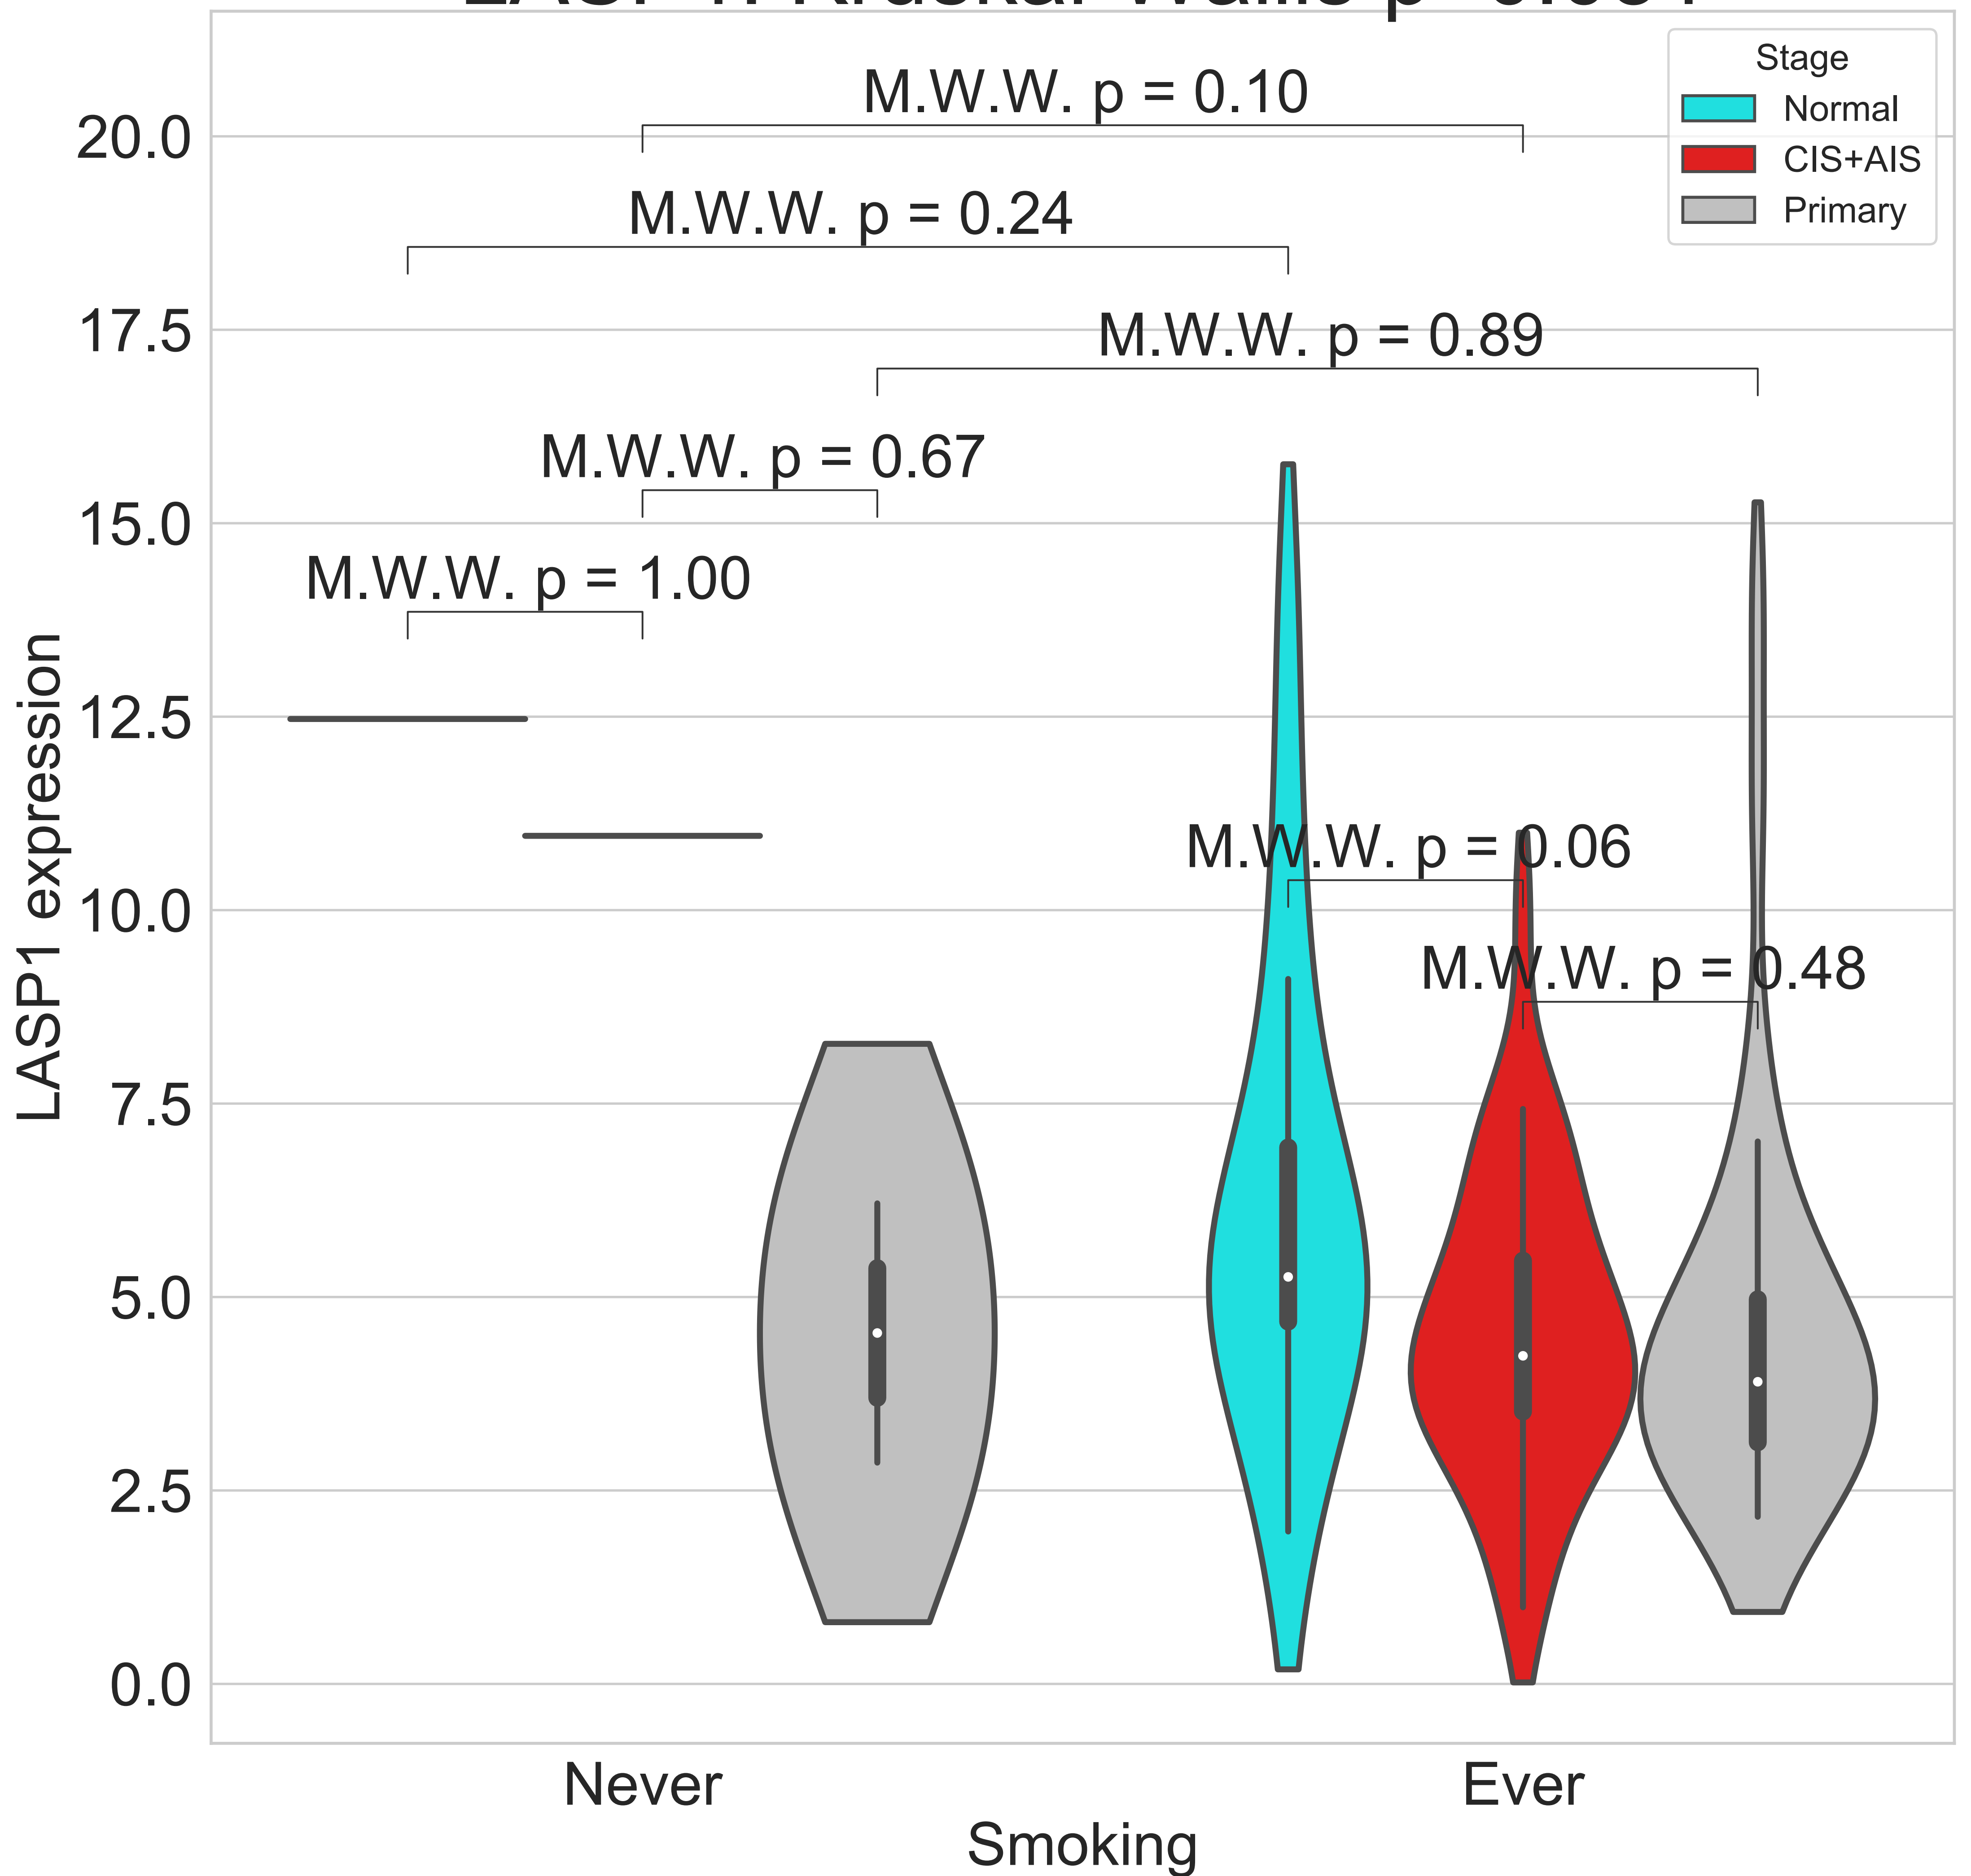 Stage
Normal
CIS+AIS
Primary
M.W.W. p = 0.10
M.W.W. p = 0.24
M.W.W. p = 0.89
M.W.W. p = 0.67
M.W.W. p = 1.00
M.W.W. p = 0.06
M.W.W. p = 0.48
20.0
17.5
15.0
12.5
10.0
7.5
5.0
2.5
0.0
LASP1 expression
Never
Ever
Smoking